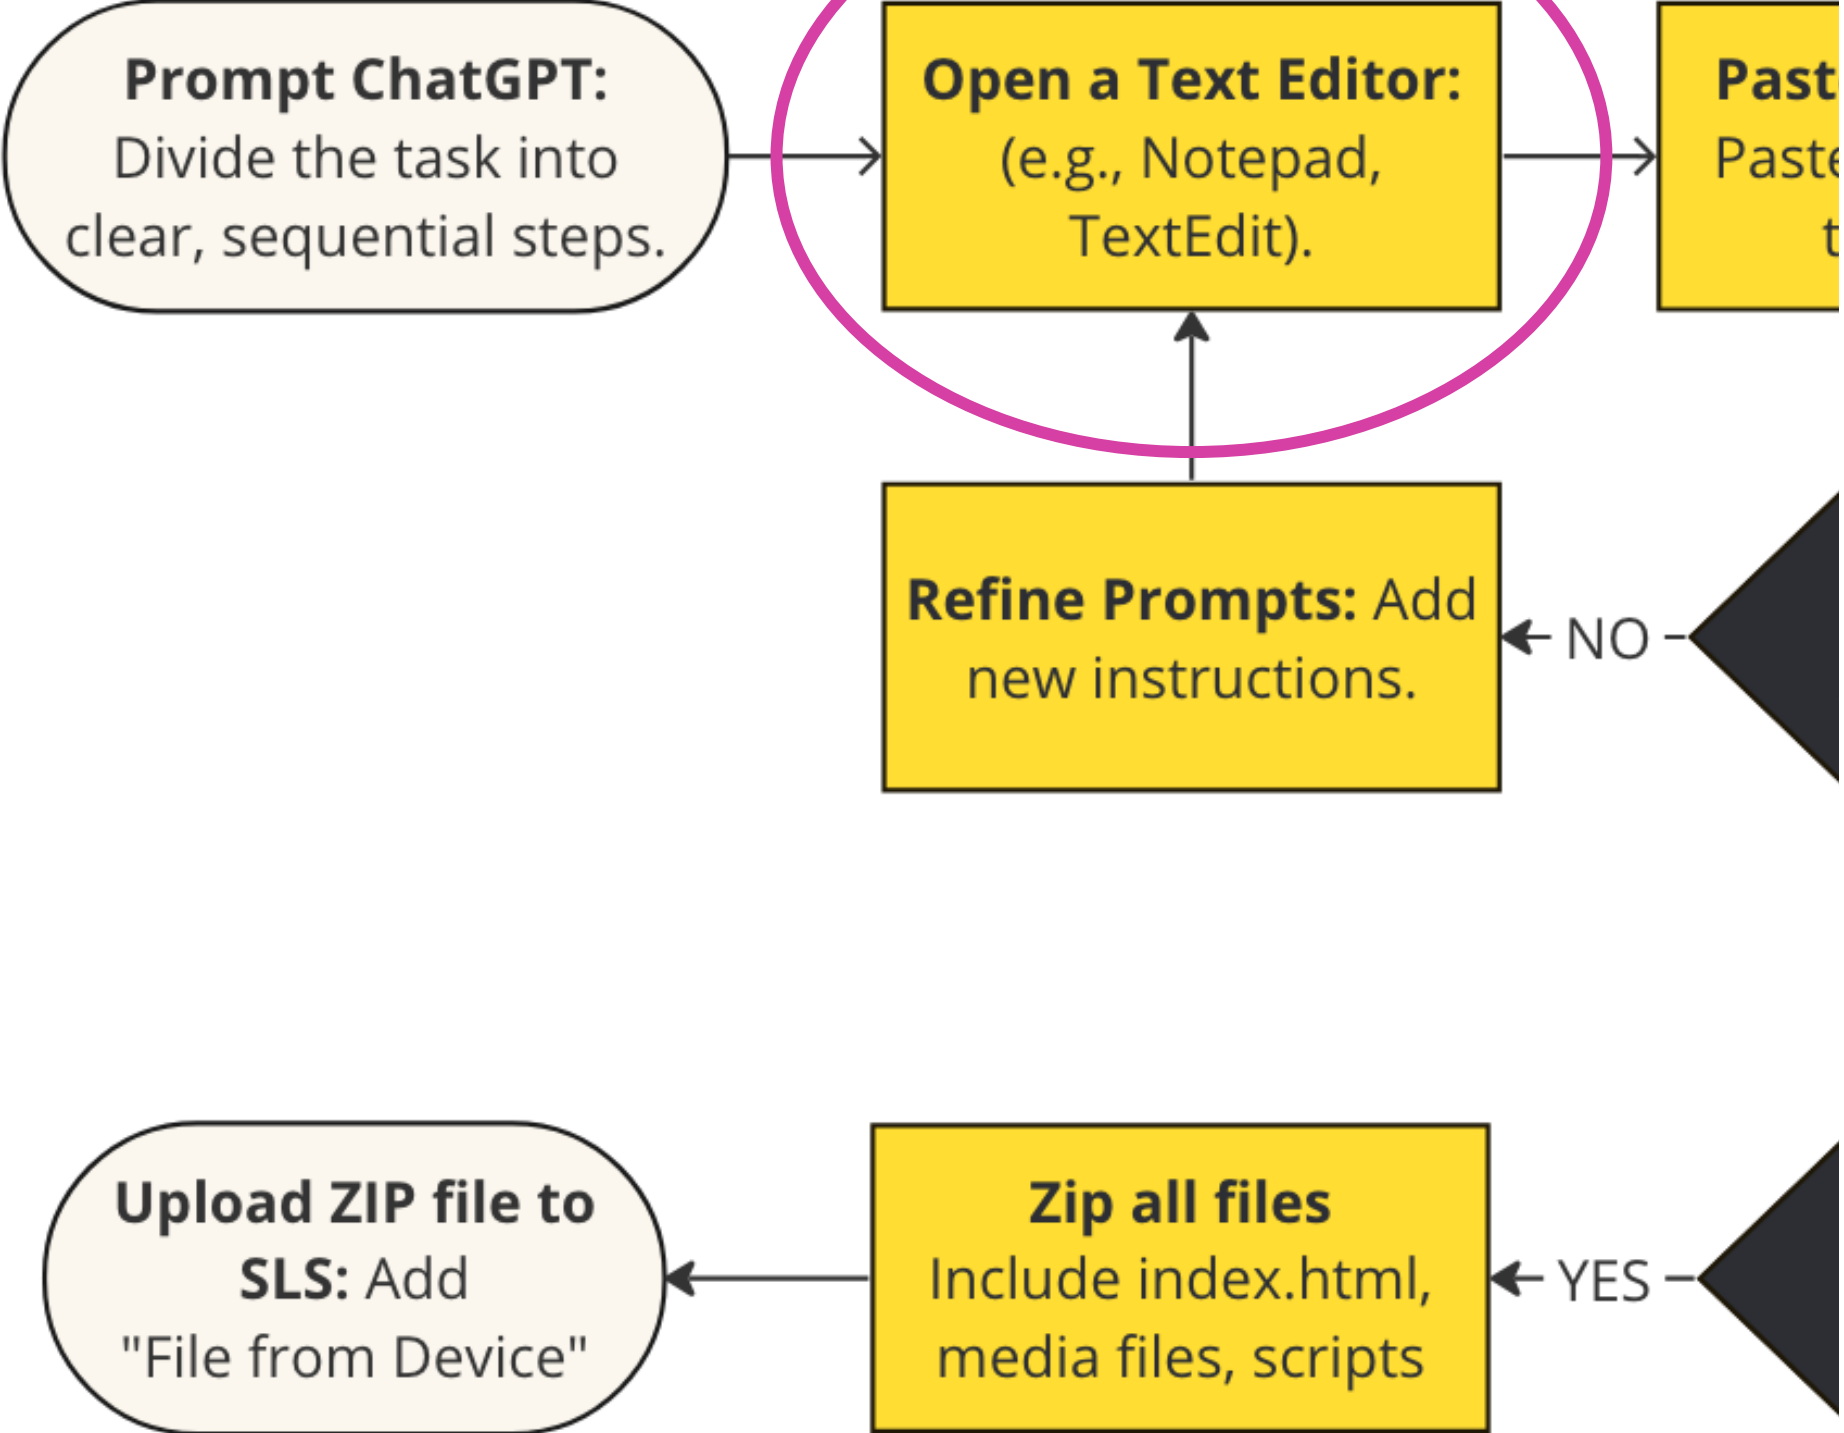 Prompt ChatGPT:
Divide the task into
clear, sequential steps.
Open a Text Editor:
(e.g., Notepad,
TextEdit).
Refine Prompts: Add
new instructions.
NO
Upload ZIP file to
SLS: Add
"File from Device"
Zip all files
Include index.html,
media files, scripts
YES